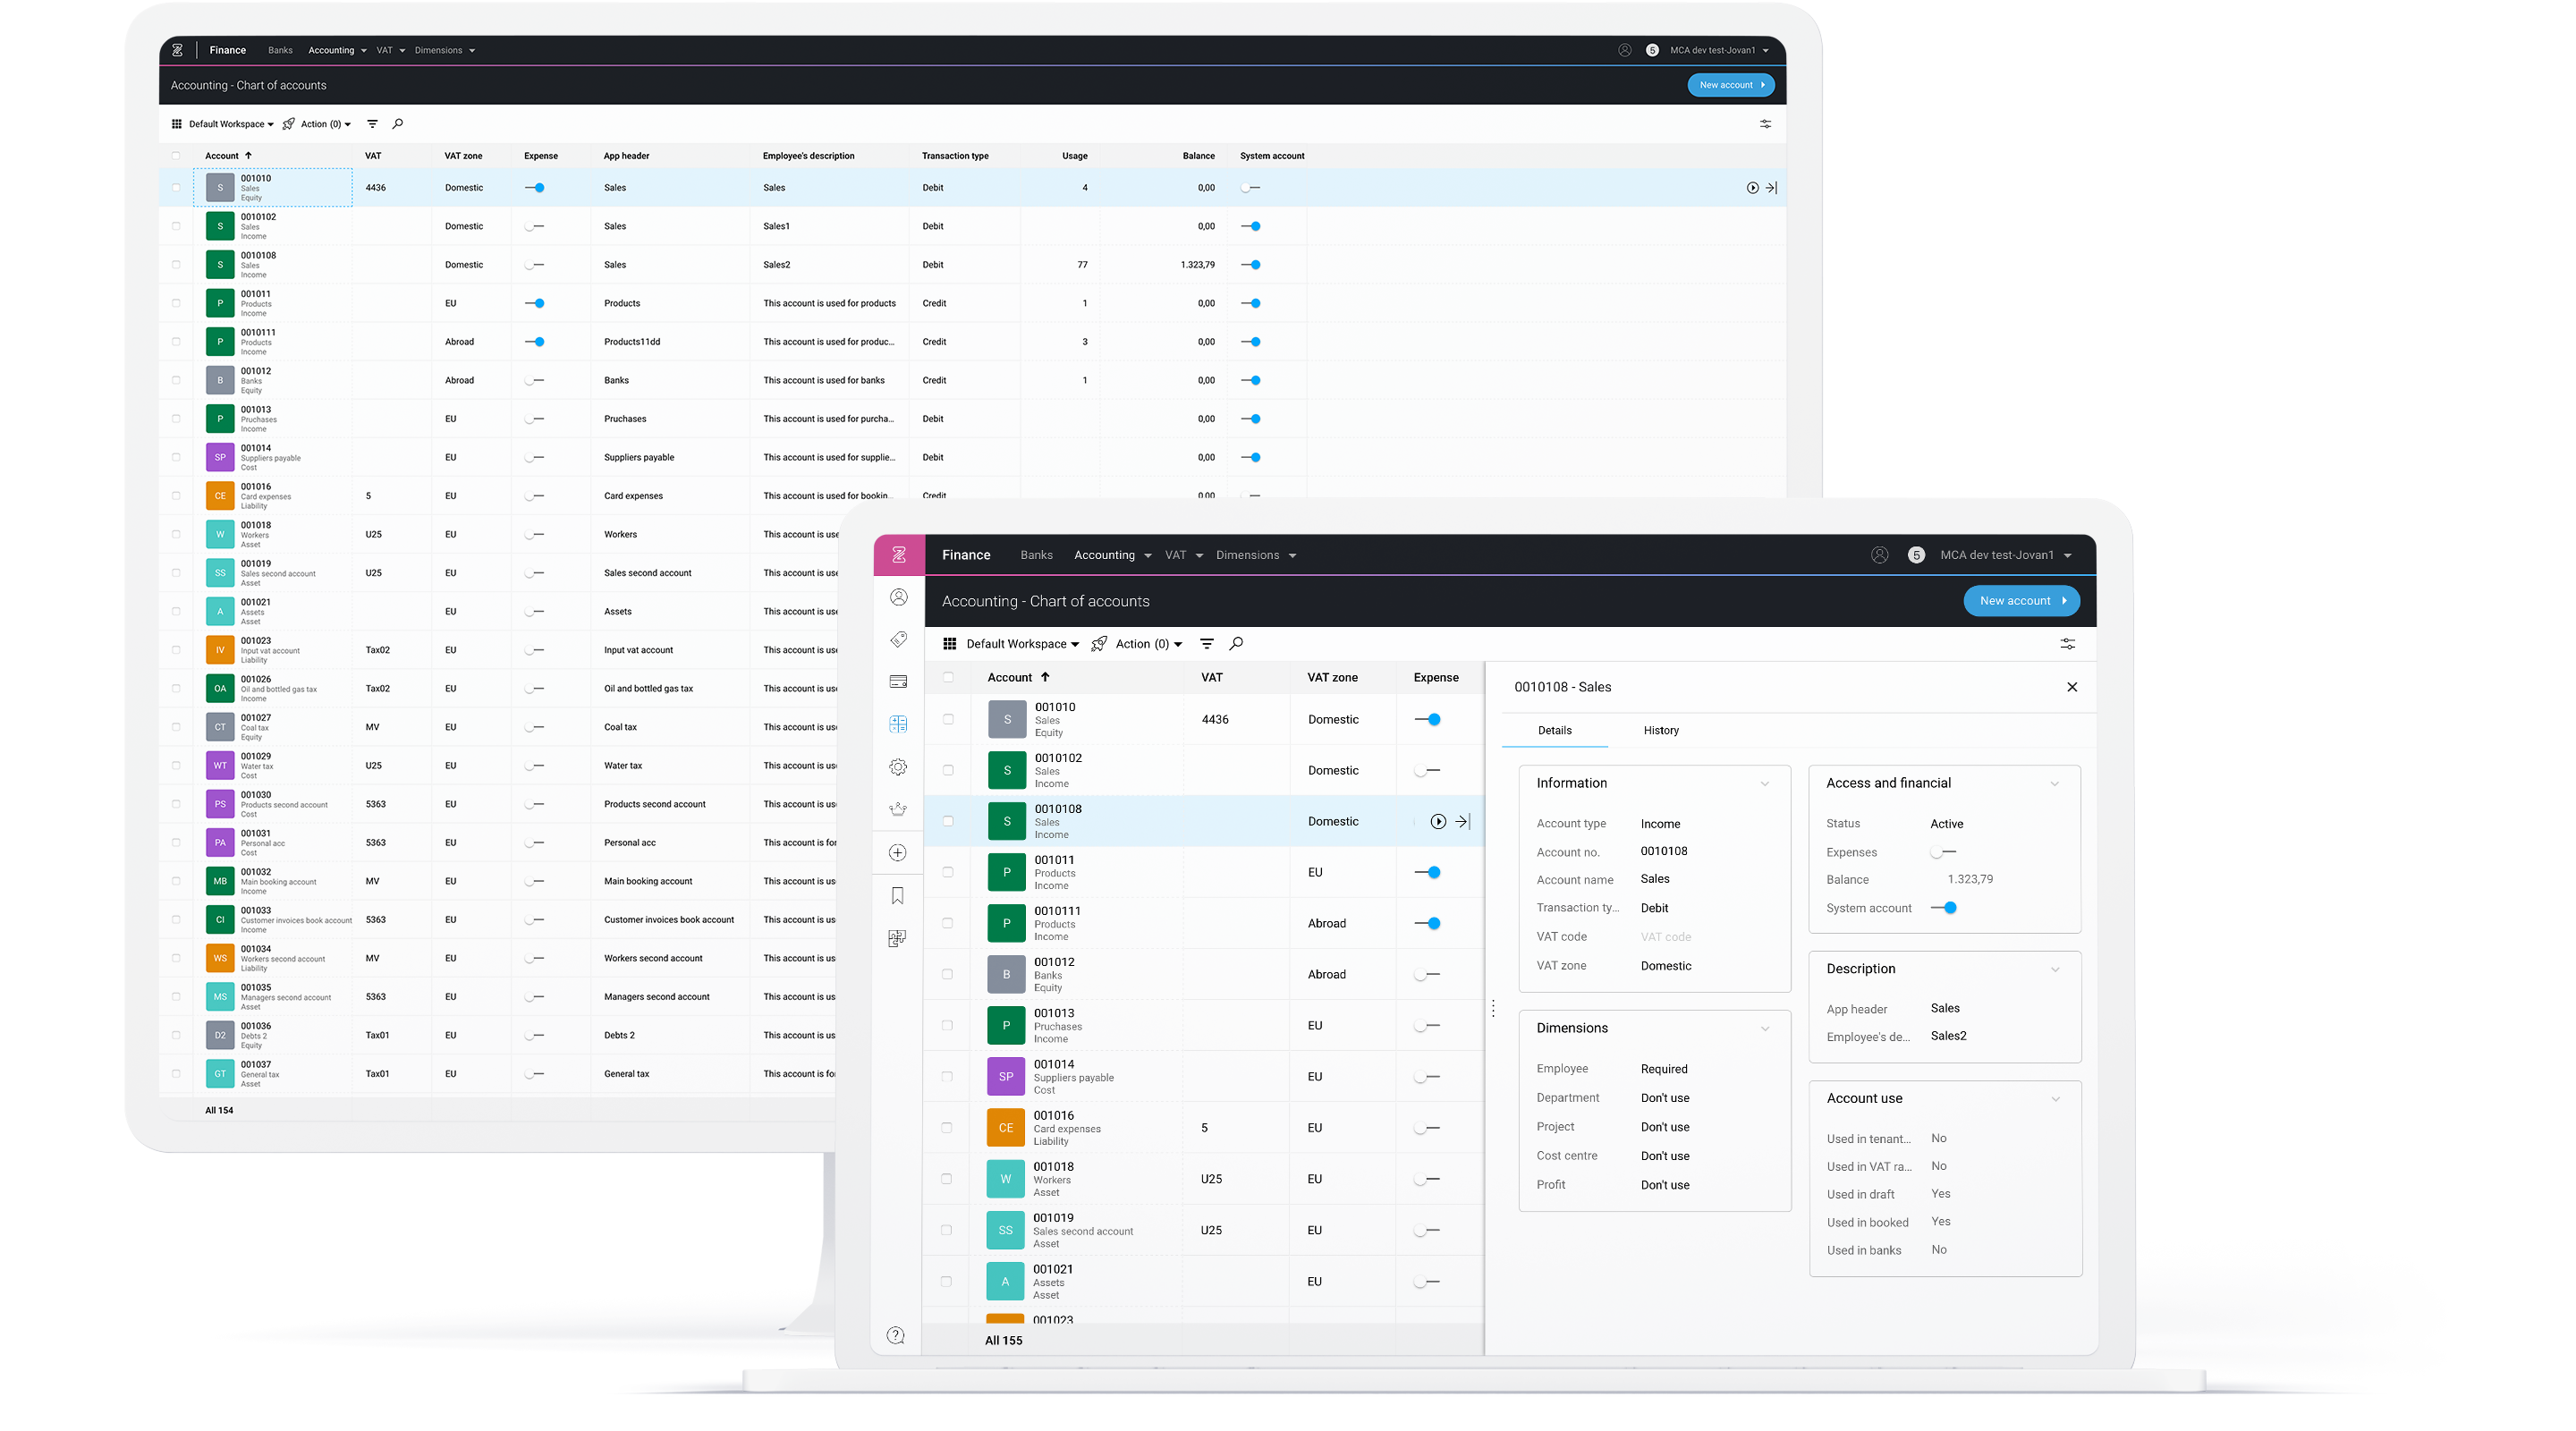 Finance Banks Accounting VAT Dimensions 5 MCA dev test-Jovan1
Accounting - Chart of accounts New account
Default Workspace Action (0)
Account VAT VAT zone Expense App header Employee's description Transaction type Usage Balance System account
S 001010 Sales Equity 4436 Domestic Sales Sales Debit 4 0,00
S 0010102 Sales Income Domestic Sales Sales1 Debit 0,00
S 0010108 Sales Income Domestic Sales Sales2 Debit 77 1.323,79
P 001011 Products Income EU Products This account is used for products Credit 1 0,00
P 0010111 Products Income Abroad Products11dd This account is used for produc... Credit 3 0,00
B 001012 Banks Equity Abroad Banks This account is used for banks Credit 1 0,00
P 001013 Pruchases Income EU Pruchases This account is used for purcha... Debit 0,00
SP 001014 Suppliers payable Cost EU Suppliers payable This account is used for supplie... Debit 0,00
CE 001016 Card expenses Liability 5 EU Card expenses This account is used for bookin... Credit 0,00
W 001018 Workers Asset U25 EU Workers This account is use
SS 001019 Sales second account Asset U25 EU Sales second account This account is use
A 001021 Assets Asset EU Assets This account is use
IV 001023 Input vat account Liability Tax02 EU Input vat account This account is use
OA 001026 Oil and bottled gas tax Income Tax02 EU Oil and bottled gas tax This account is use
CT 001027 Coal tax Equity MV EU Coal tax This account is use
WT 001029 Water tax Cost U25 EU Water tax This account is use
PS 001030 Products second account Cost 5363 EU Products second account This account is use
PA 001031 Personal acc Cost 5363 EU Personal acc This account is for
MB 001032 Main booking account Income MV EU Main booking account This account is use
CI 001033 Customer invoices book account Income 5363 EU Customer invoices book account This account is us
WS 001034 Workers second account Liability MV EU Workers second account This account is us
MS 001035 Managers second account Asset 5363 EU Managers second account This account is us
D2 001036 Debts 2 Equity Tax01 EU Debts 2 This account is us
GT 001037 General tax Asset Tax01 EU General tax This account is fo
All 154
Finance Banks Accounting VAT Dimensions 5 MCA dev test-Jovan1
Accounting - Chart of accounts New account
Default Workspace Action (0)
Account VAT VAT zone Expense
S 001010 Sales Equity 4436 Domestic
S 0010102 Sales Income Domestic
S 0010108 Sales Income Domestic
P 001011 Products Income EU
P 0010111 Products Income Abroad
B 001012 Banks Equity Abroad
P 001013 Pruchases Income EU
SP 001014 Suppliers payable Cost EU
CE 001016 Card expenses Liability 5 EU
W 001018 Workers Asset U25 EU
SS 001019 Sales second account Asset U25 EU
A 001021 Assets Asset EU
001023
All 155
0010108 - Sales
Details History
Information
Account type Income
Account no. 0010108
Account name Sales
Transaction ty... Debit
VAT code VAT code
VAT zone Domestic
Dimensions
Employee Required
Department Don't use
Project Don't use
Cost centre Don't use
Profit Don't use
Access and financial
Status Active
Expenses
Balance 1.323,79
System account
Description
App header Sales
Employee's de... Sales2
Account use
Used in tenant... No
Used in VAT ra... No
Used in draft Yes
Used in booked Yes
Used in banks No